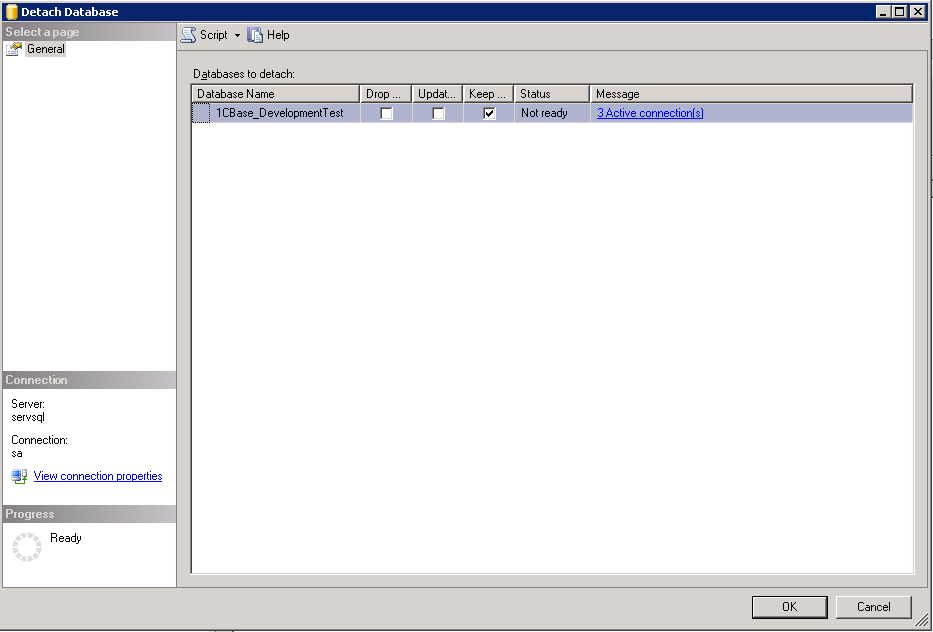 Detach Database
Select a page
General
Script
Help
Databases to detach:
Database Name
Drop ...
Updat...
Keep ...
Status
Message
1CBase_DevelopmentTest
Not ready
3 Active connection(s)
Connection
Server:
servsql
Connection:
sa
View connection properties
Progress
Ready
OK
Cancel